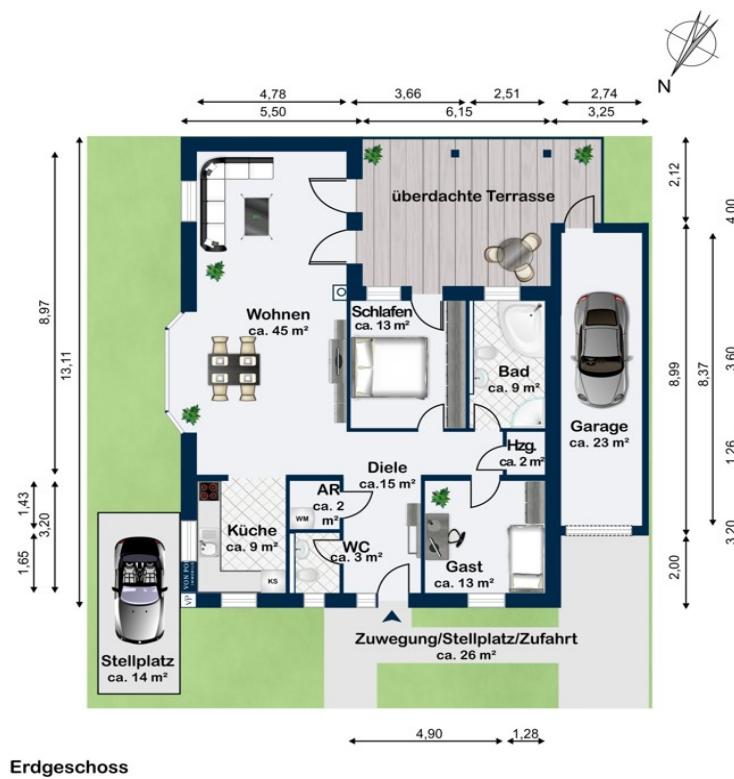 N
4,78
3,66
2,51
2,74
5,50
6,15
3,25
überdachte Terrasse
2,12
4,00
Wohnen
ca. 45 m²
Schlafen
ca. 13 m²
Bad
ca. 9 m²
8,97
13,11
8,99
8,37
3,60
Garage
ca. 23 m²
Hzg.
ca. 2 m²
Diele
ca.15 m²
1,26
1,43
3,20
1,65
AR
ca. 2
m²
WM
Küche
ca. 9 m²
KS
WC
ca. 3 m²
Gast
ca. 13 m²
3,20
2,00
VON PO
VP
Stellplatz
ca. 14 m²
Zuwegung/Stellplatz/Zufahrt
ca. 26 m²
4,90
1,28
Erdgeschoss